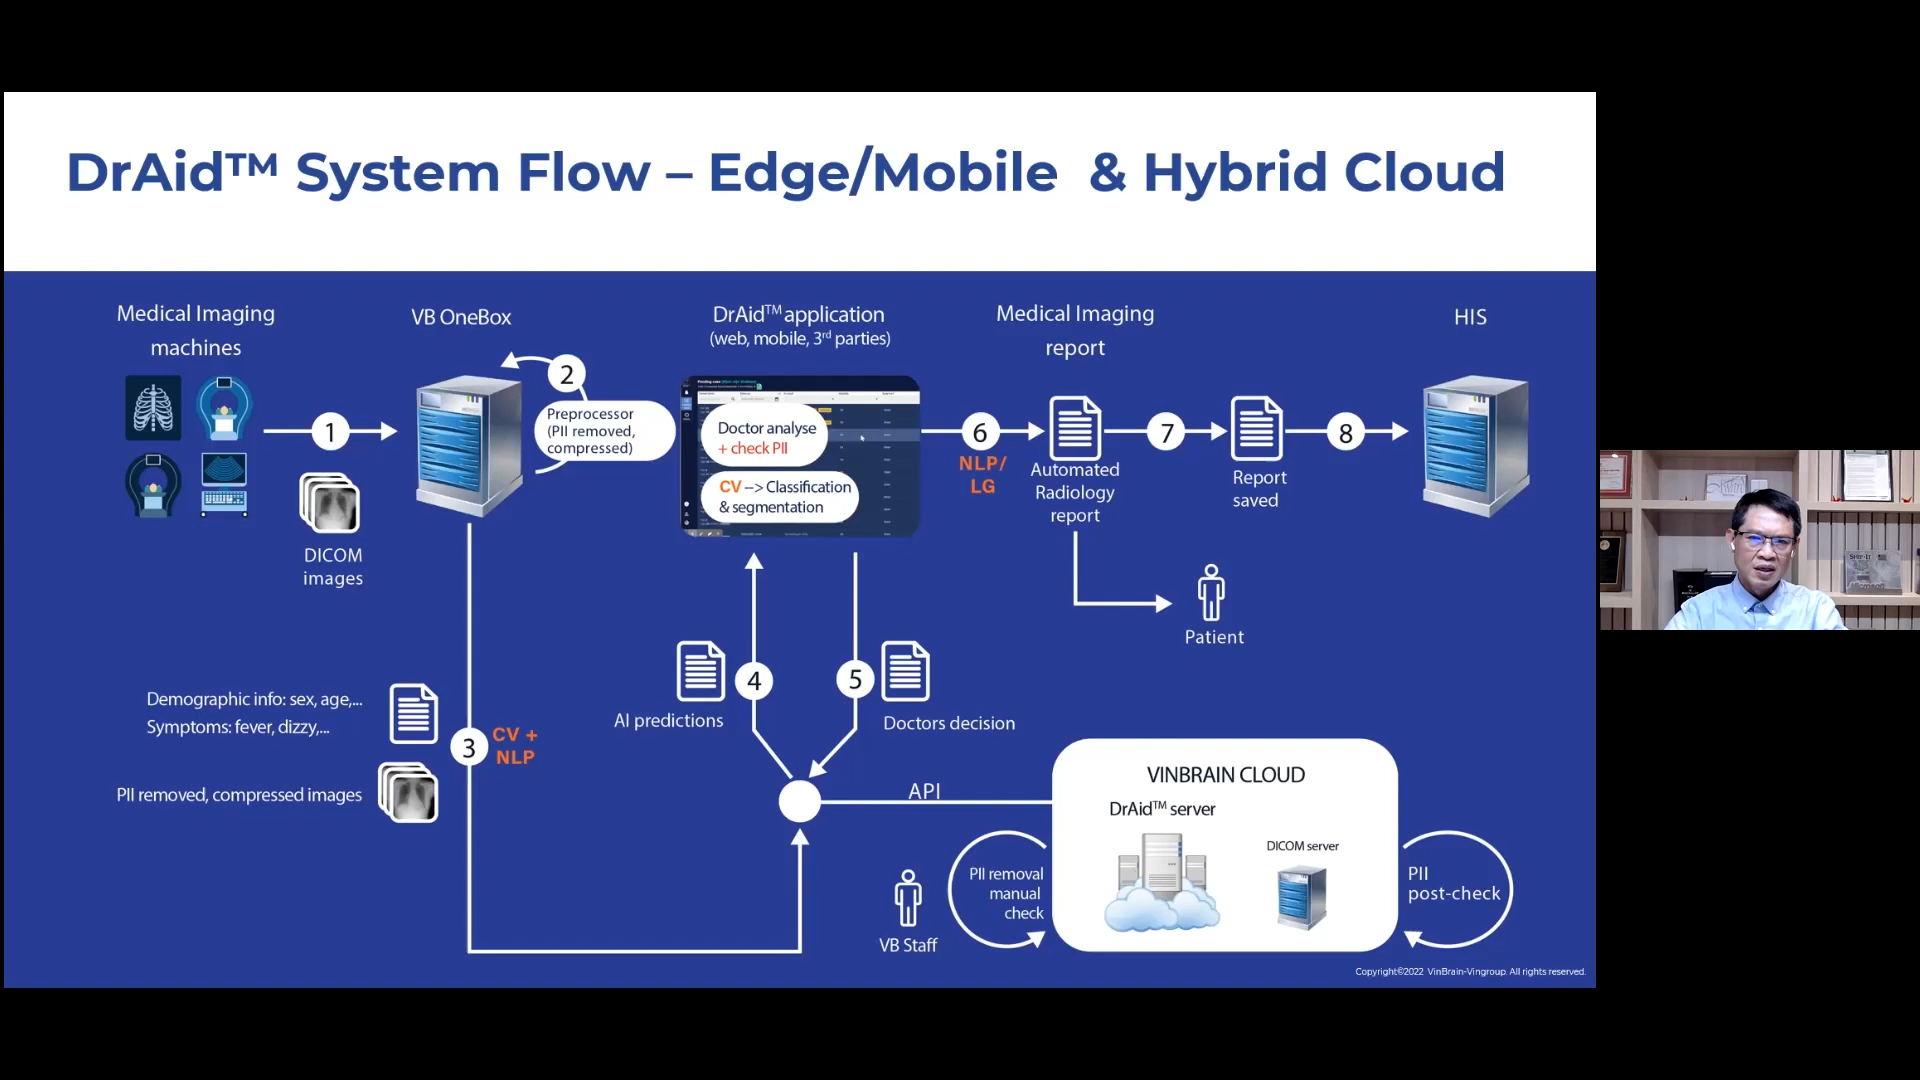 DrAid™ System Flow – Edge/Mobile & Hybrid Cloud
Medical Imaging
machines
VB OneBox
DrAid™ application
(web, mobile, 3rd parties)
Medical Imaging
report
HIS
1
2
Preprocessor
(PII removed,
compressed)
Doctor analyse
+ check PII
CV --> Classification
& segmentation
6
NLP/
LG
7
8
Automated
Radiology
report
Report
saved
DICOM
images
Patient
Demographic info: sex, age,...
Symptoms: fever, dizzy,...
PII removed, compressed images
3
CV +
NLP
4
AI predictions
5
Doctors decision
API
VINBRAIN CLOUD
DrAid™ server
DICOM server
PII removal
manual
check
VB Staff
PII
post-check
Copyright©2022 VinBrain-Vingroup. All rights reserved.